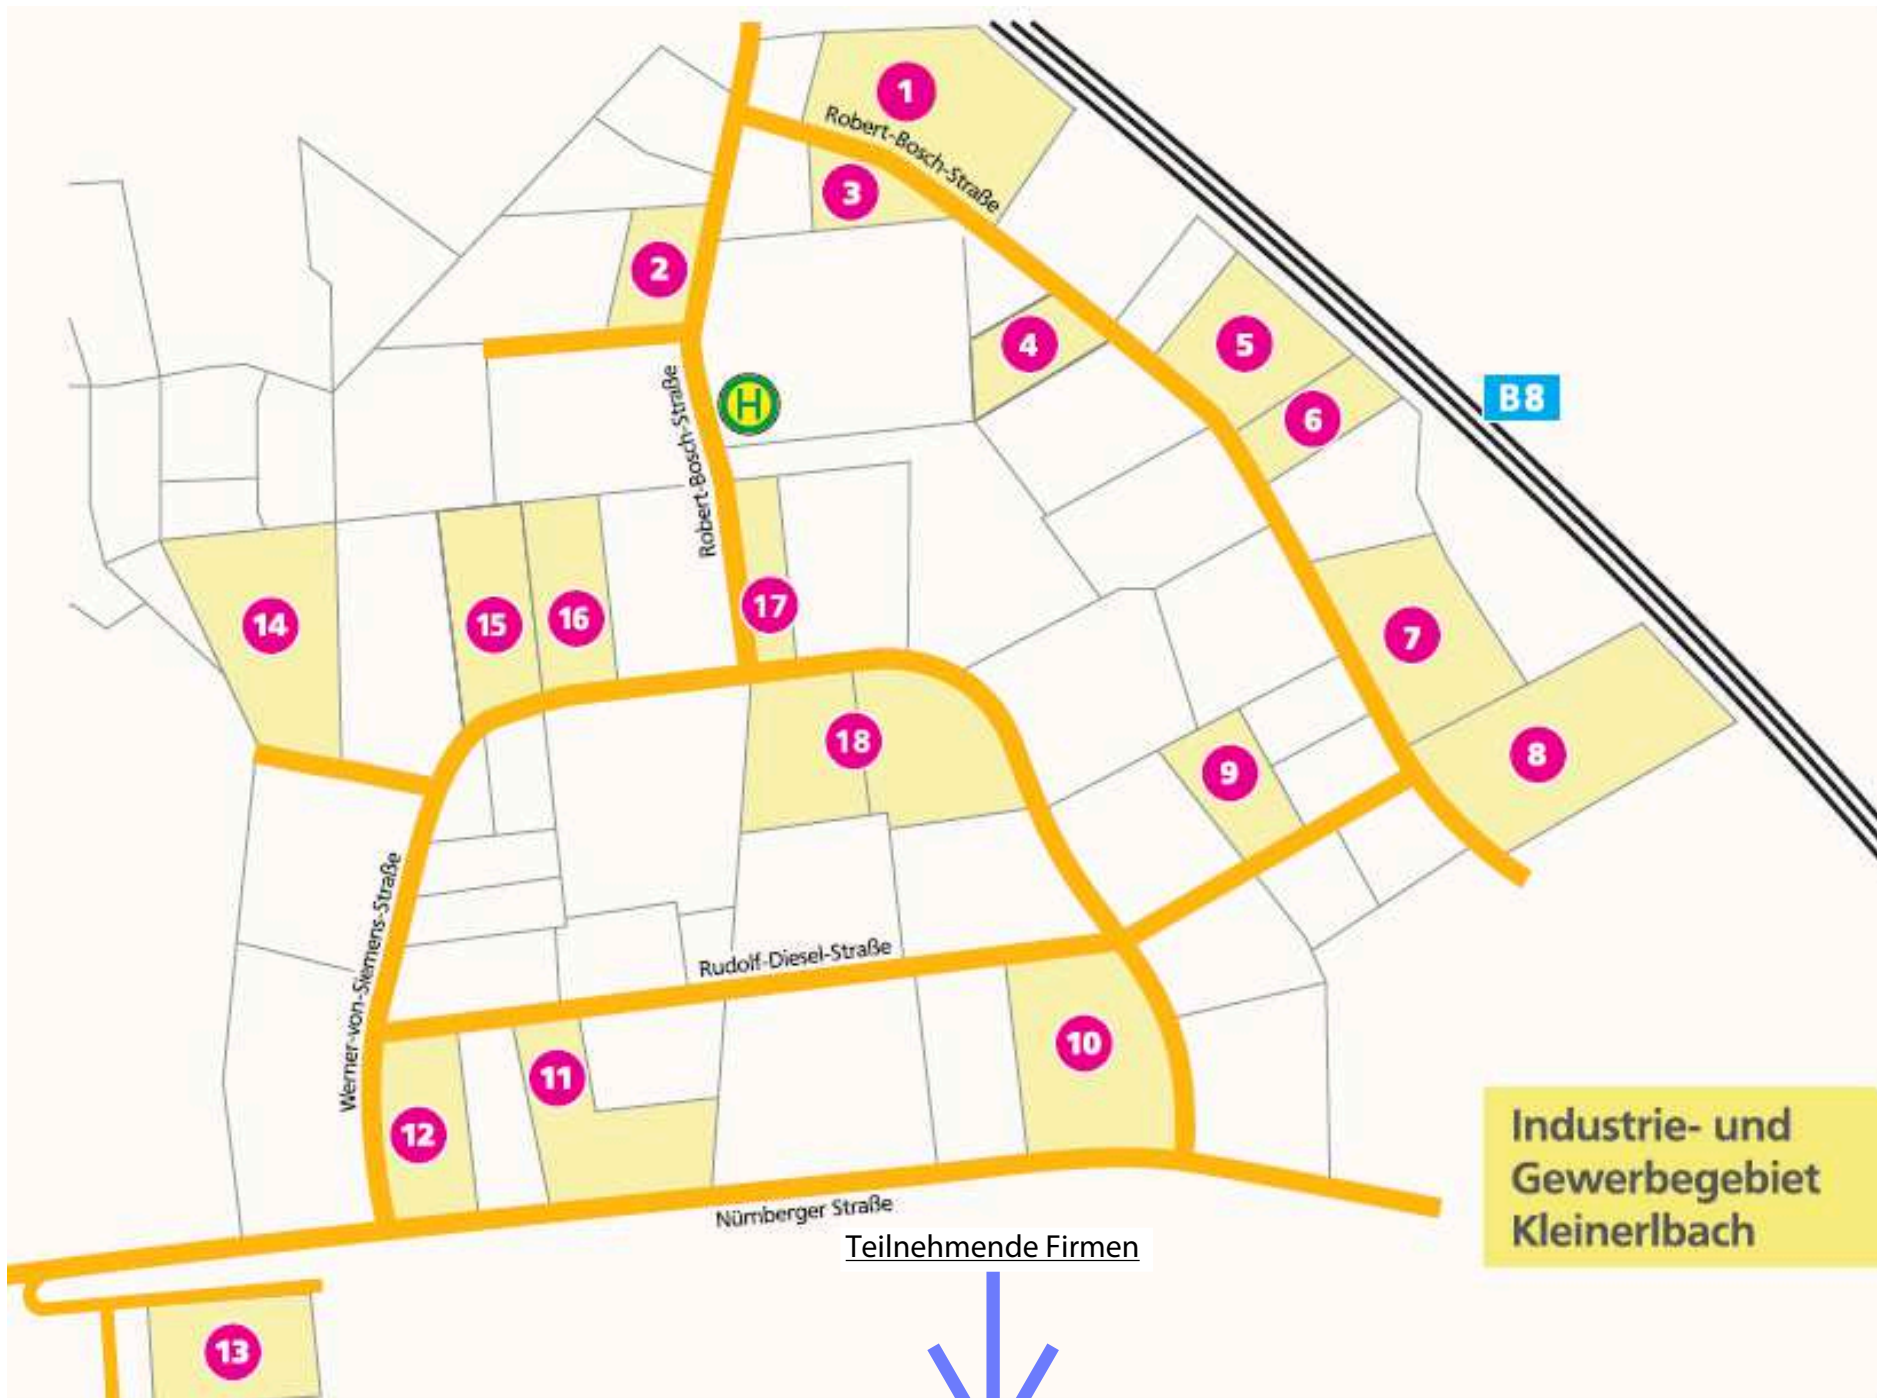 1
Robert-Bosch-Straße
3
2
4
5
B8
6
H
Robert-Bosch-Straße
14
15
16
17
7
18
9
8
Werner-von-Siemens-Straße
Rudolf-Diesel-Straße
10
11
12
Industrie- und
Gewerbegebiet
Kleinerlbach
Nürnberger Straße
Teilnehmende Firmen
13